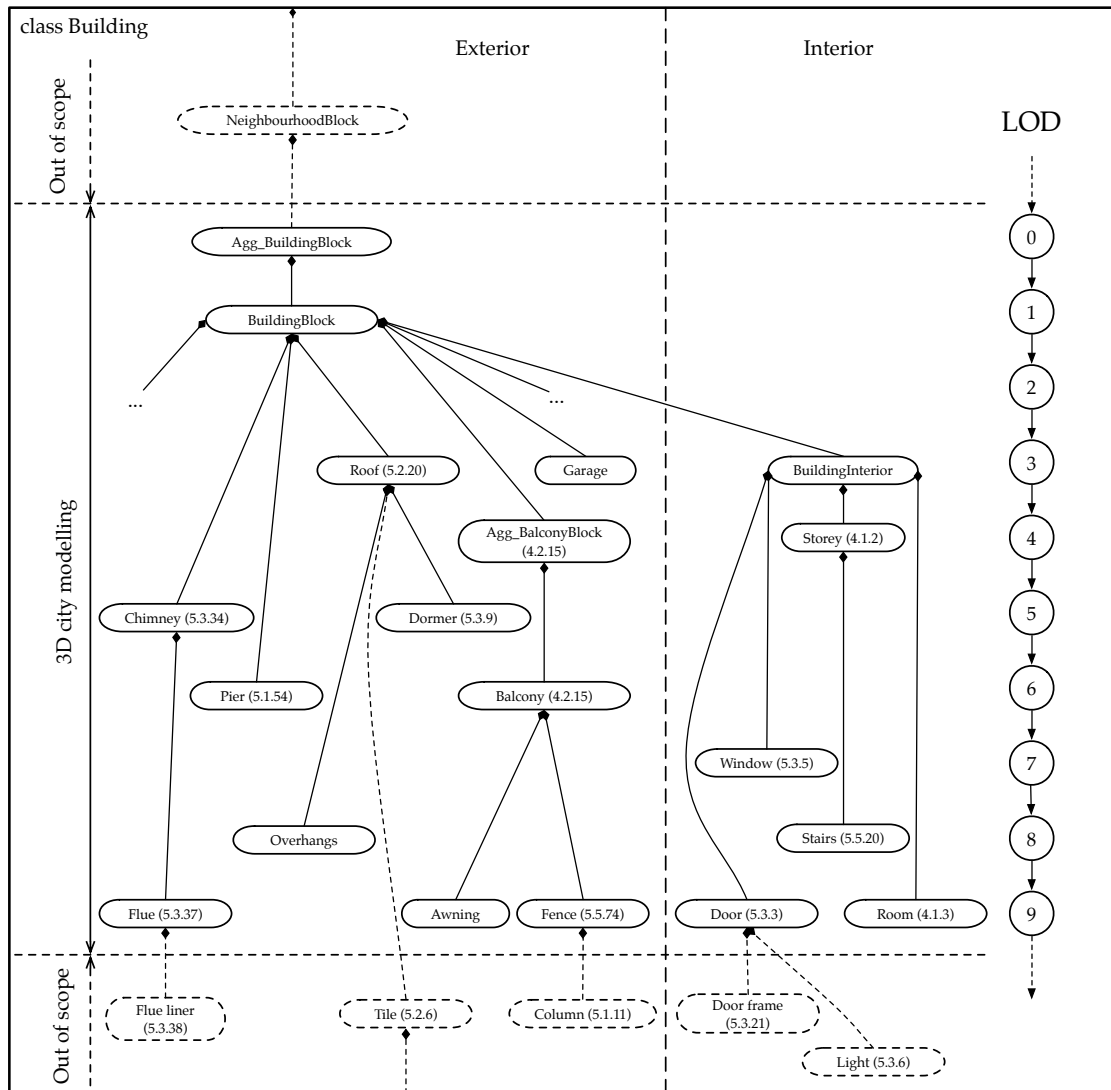 class Building
Exterior
Interior
Out of scope
NeighbourhoodBlock
LOD
Agg_BuildingBlock
0
BuildingBlock
1
...
...
2
3D city modelling
Roof (5.2.20)
Garage
BuildingInterior
3
Agg_BalconyBlock
(4.2.15)
Storey (4.1.2)
4
Chimney (5.3.34)
Dormer (5.3.9)
5
Pier (5.1.54)
Balcony (4.2.15)
6
Window (5.3.5)
7
Overhangs
Stairs (5.5.20)
8
Flue (5.3.37)
Awning
Fence (5.5.74)
Door (5.3.3)
Room (4.1.3)
9
Out of scope
Flue liner
(5.3.38)
Tile (5.2.6)
Column (5.1.11)
Door frame
(5.3.21)
Light (5.3.6)